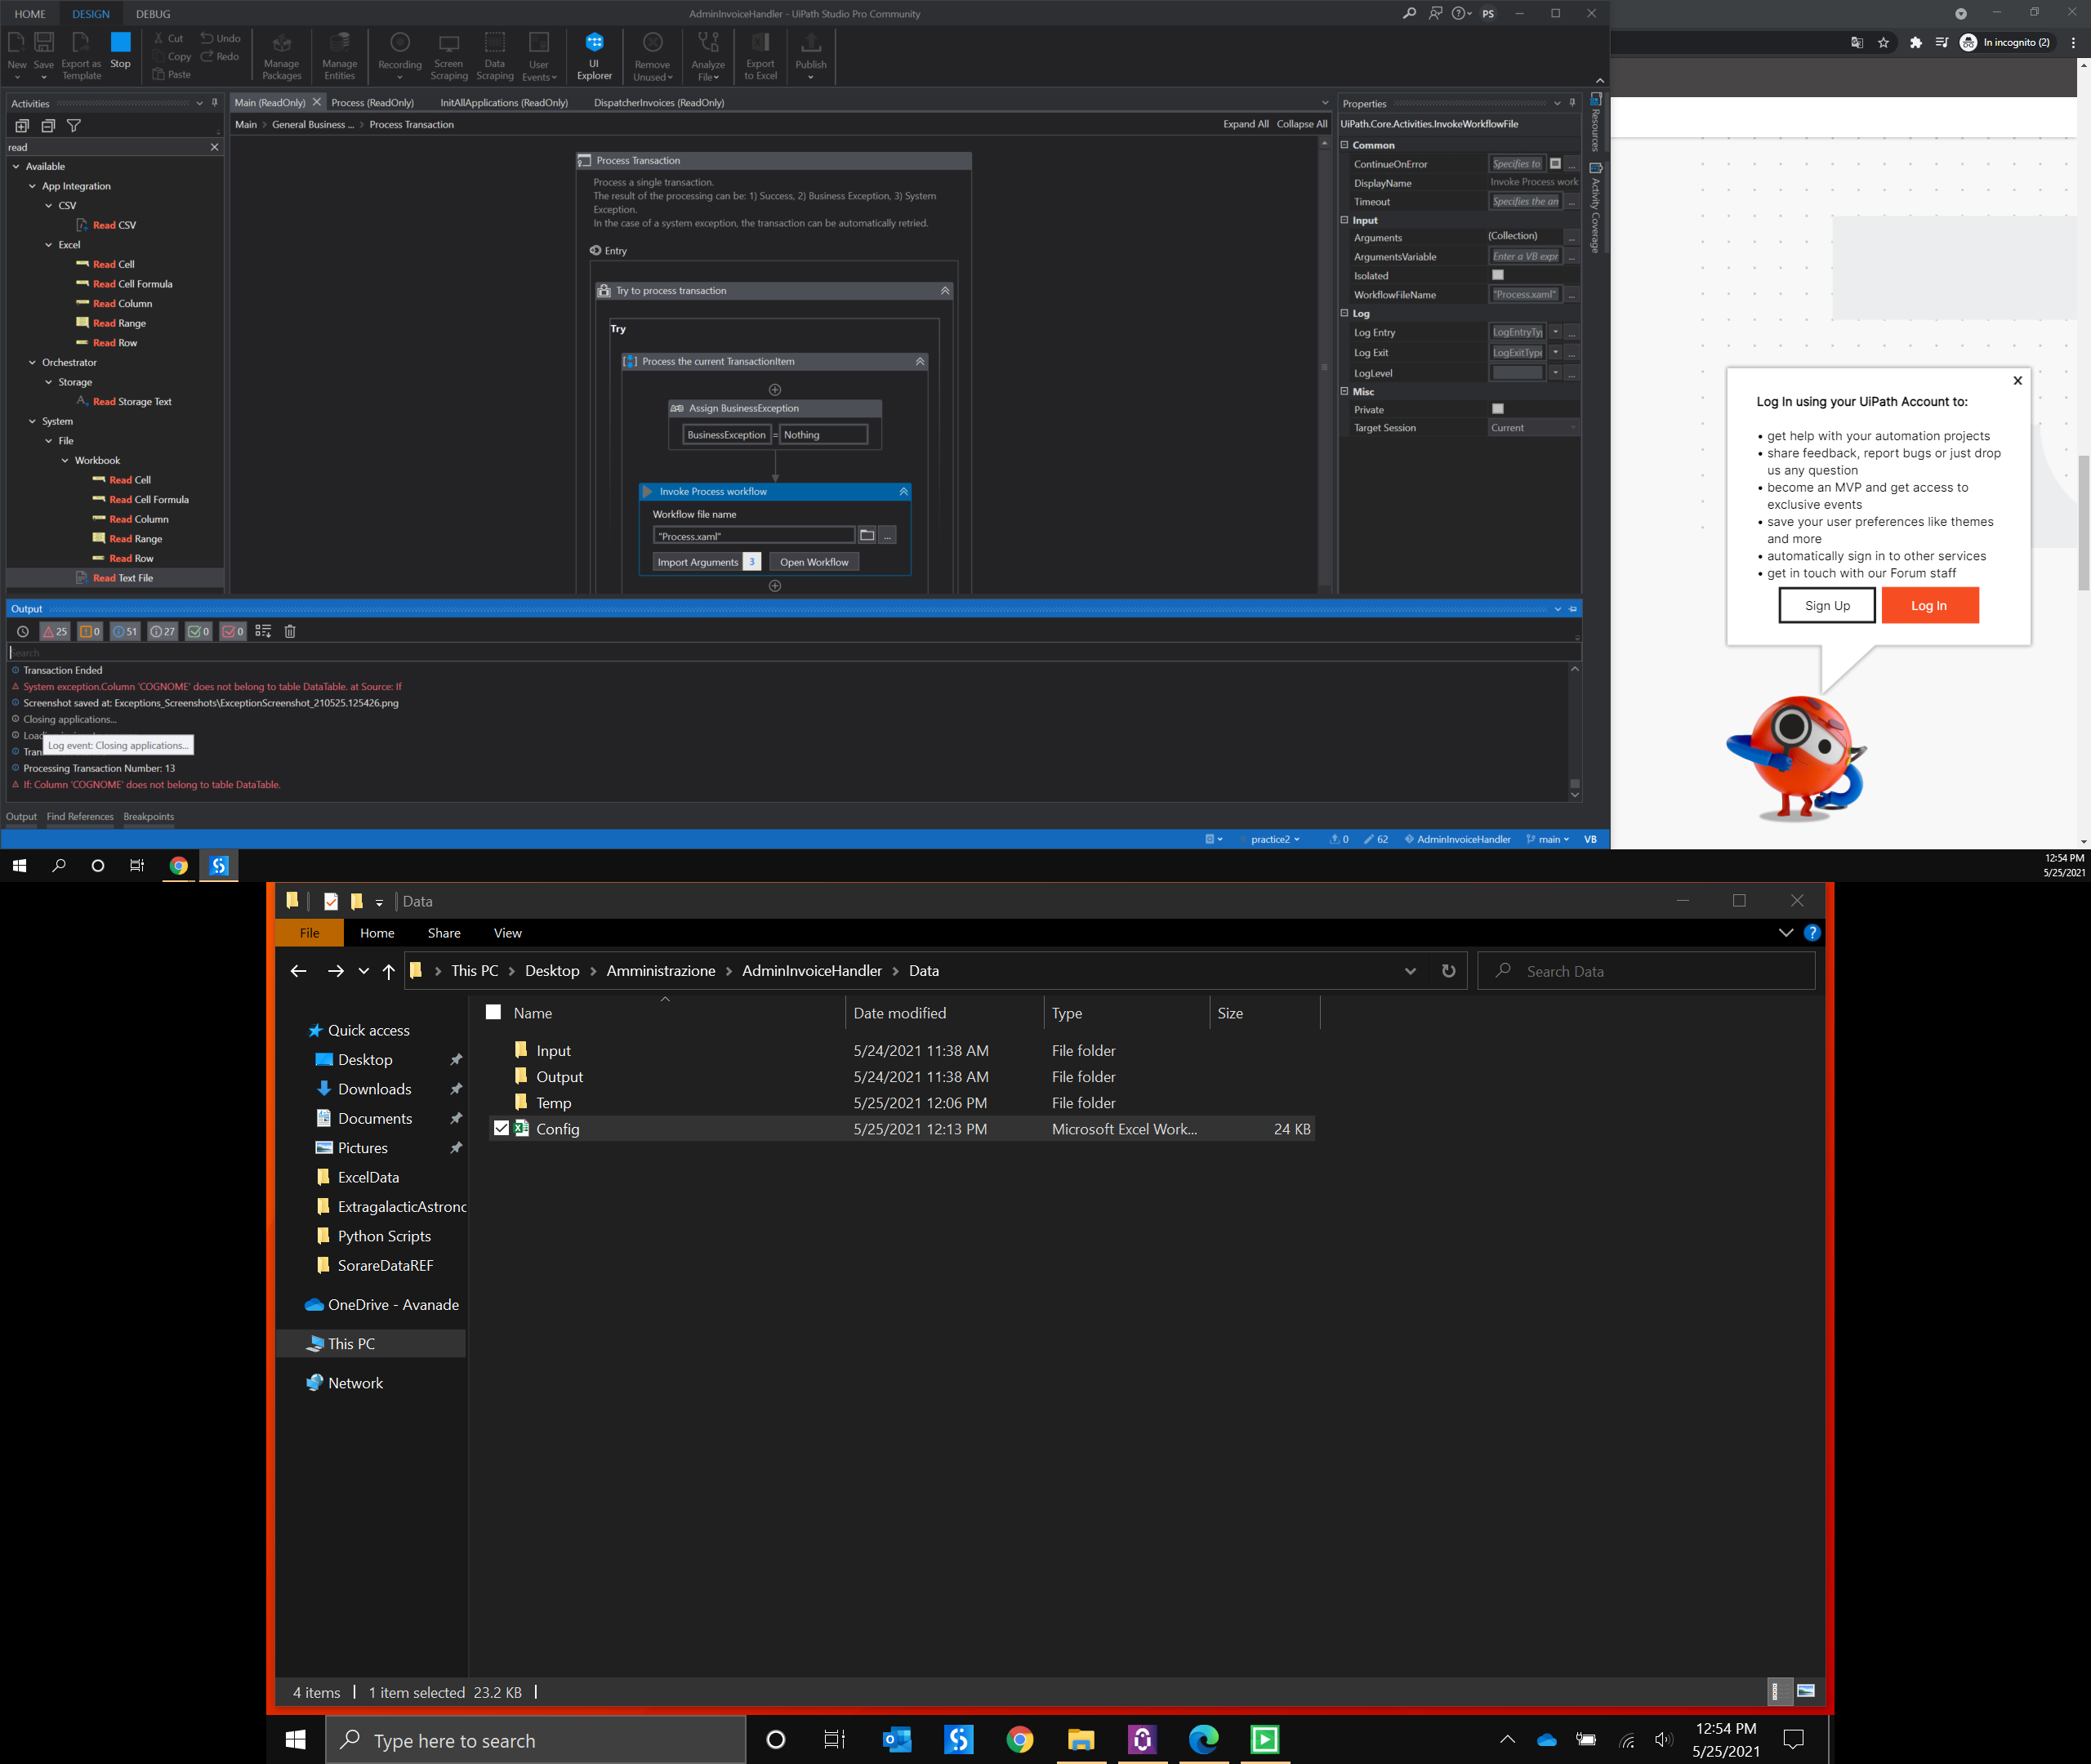 HOME DESIGN DEBUG
AdminInvoiceHandler - UiPath Studio Pro Community
PS
In incognito (2)
New Save Export as Template Stop
Cut Copy Paste
Undo Redo
Manage Packages
Manage Entities
Recording
Screen Scraping
Data Scraping
User Events
UI Explorer
Remove Unused
Analyze File
Export to Excel
Publish
Activities
read
Available
App Integration
CSV
Read CSV
Excel
Read Cell
Read Cell Formula
Read Column
Read Range
Read Row
Orchestrator
Storage
Read Storage Text
System
File
Workbook
Read Cell
Read Cell Formula
Read Column
Read Range
Read Row
Read Text File
Main (ReadOnly) Process (ReadOnly) InitAllApplications (ReadOnly) DispatcherInvoices (ReadOnly)
Main > General Business ... > Process Transaction
Expand All Collapse All
Process Transaction
Process a single transaction.
The result of the processing can be: 1) Success, 2) Business Exception, 3) System
Exception.
In the case of a system exception, the transaction can be automatically retried.
Entry
Try to process transaction
Try
Process the current TransactionItem
Assign BusinessException
BusinessException = Nothing
Invoke Process workflow
Workflow file name
"Process.xaml"
...
Import Arguments 3 Open Workflow
Properties
UiPath.Core.Activities.InvokeWorkflowFile
Common
ContinueOnError Specifies to ...
DisplayName Invoke Process work
Timeout Specifies the am ...
Input
Arguments (Collection) ...
ArgumentsVariable Enter a VB expr ...
Isolated
WorkflowFileName "Process.xaml" ...
Log
Log Entry LogEntryTy ...
Log Exit LogExitType ...
LogLevel ...
Misc
Private
Target Session Current
Resources
Activity Coverage
Output
25 0 51 27 0 0
Search
Transaction Ended
System exception.Column 'COGNOME' does not belong to table DataTable. at Source: If
Screenshot saved at: Exceptions_Screenshots\ExceptionScreenshot_210525.125426.png
Closing applications...
Load
Log event: Closing applications...
Tran
Processing Transaction Number: 13
If: Column 'COGNOME' does not belong to table DataTable.
Output Find References Breakpoints
practice2 0 62 AdminInvoiceHandler main VB
Log In using your UiPath Account to:
• get help with your automation projects
• share feedback, report bugs or just drop
us any question
• become an MVP and get access to
exclusive events
• save your user preferences like themes
and more
• automatically sign in to other services
• get in touch with our Forum staff
Sign Up Log In
12:54 PM
5/25/2021
Data
File Home Share View
This PC > Desktop > Amministrazione > AdminInvoiceHandler > Data
Search Data
Name Date modified Type Size
Input 5/24/2021 11:38 AM File folder
Output 5/24/2021 11:38 AM File folder
Temp 5/25/2021 12:06 PM File folder
Config 5/25/2021 12:13 PM Microsoft Excel Work... 24 KB
Quick access
Desktop
Downloads
Documents
Pictures
ExcelData
ExtragalacticAstronc
Python Scripts
SorareDataREF
OneDrive - Avanade
This PC
Network
4 items 1 item selected 23.2 KB
Type here to search
12:54 PM
5/25/2021